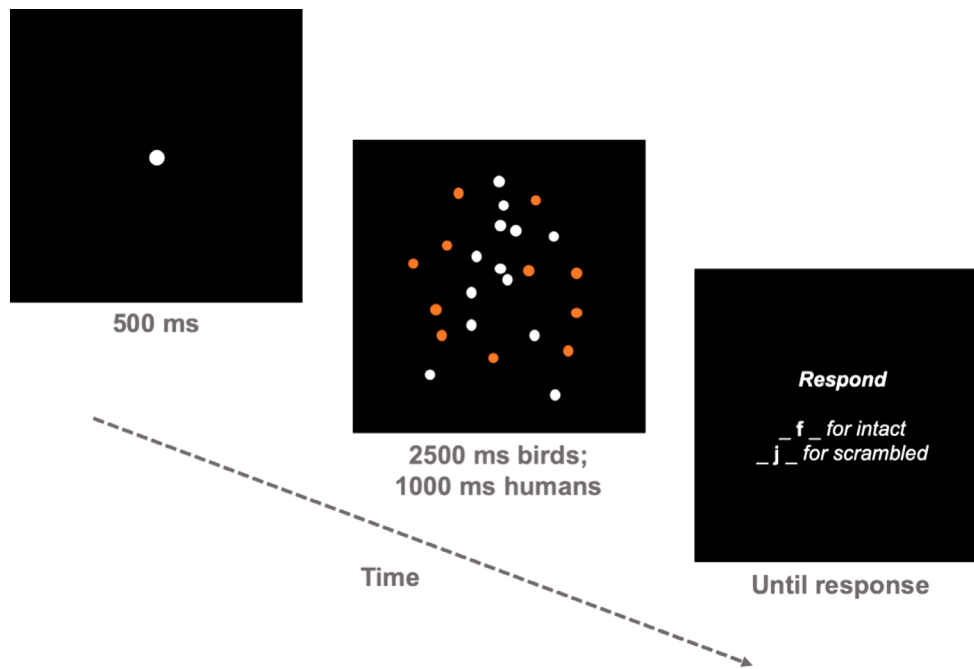 500 ms
2500 ms birds;
1000 ms humans
Respond
_ f _ for intact
_ j _ for scrambled
Until response
Time